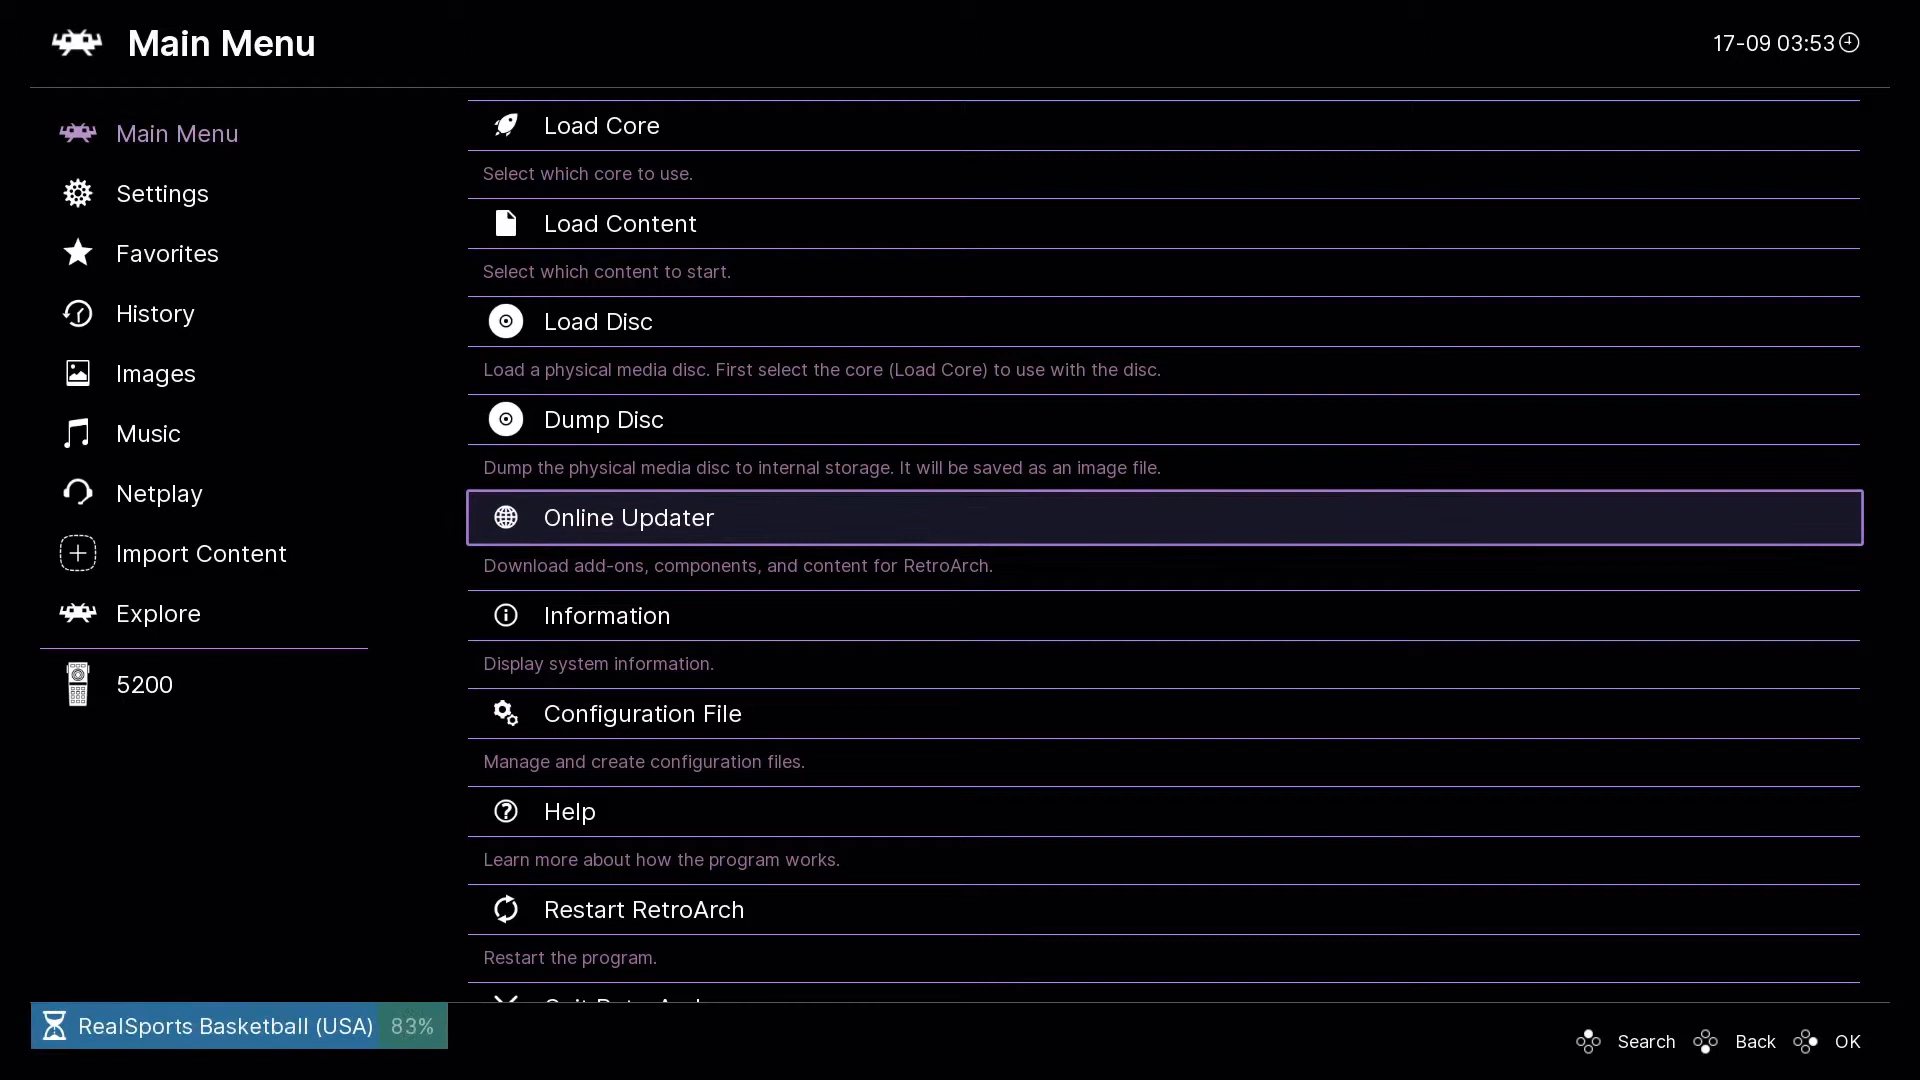 Main Menu
17-09 03:53
Main Menu
Settings
Favorites
History
Images
Music
Netplay
Import Content
Explore
5200
Load Core
Select which core to use.
Load Content
Select which content to start.
Load Disc
Load a physical media disc. First select the core (Load Core) to use with the disc.
Dump Disc
Dump the physical media disc to internal storage. It will be saved as an image file.
Online Updater
Download add-ons, components, and content for RetroArch.
Information
Display system information.
Configuration File
Manage and create configuration files.
Help
Learn more about how the program works.
Restart RetroArch
Restart the program.
RealSports Basketball (USA) 83%
Search Back OK